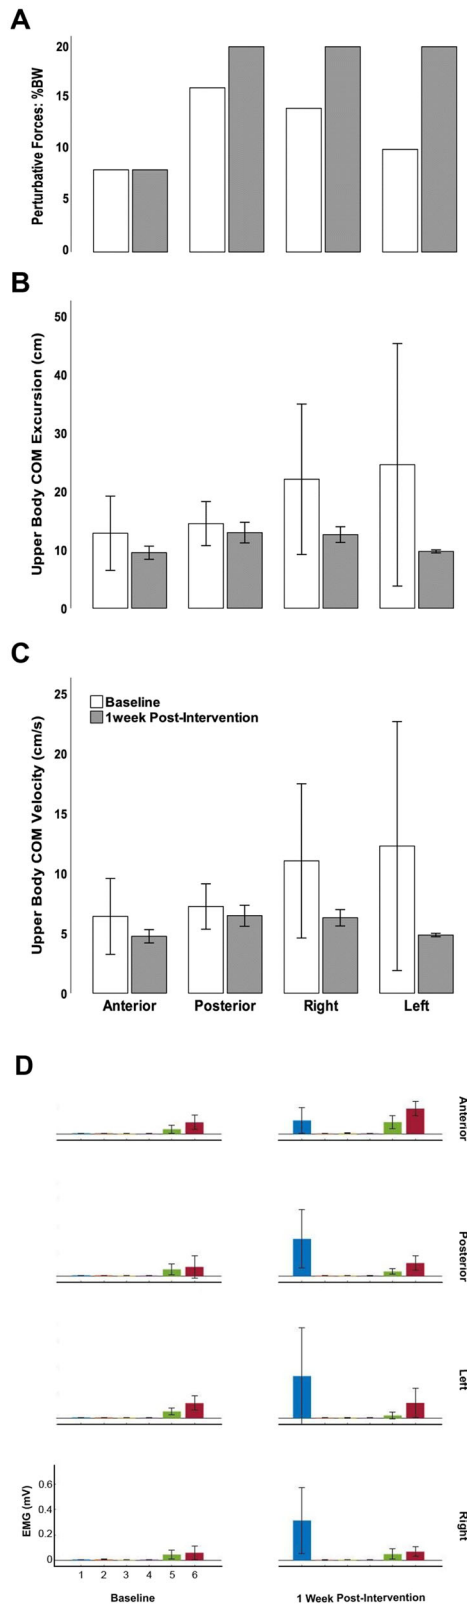 A
Perturbative Forces: %BW
20
15
10
5
0
B
Upper Body COM Excursion (cm)
50
40
30
20
10
0
C
Upper Body COM Velocity (cm/s)
25
20
15
10
5
0
Baseline
1week Post-Intervention
Anterior Posterior Right Left
D
Anterior
Posterior
Left
Right
EMG (mV)
0.6
0.4
0.2
0
1 2 3 4 5 6
Baseline 1 Week Post-Intervention